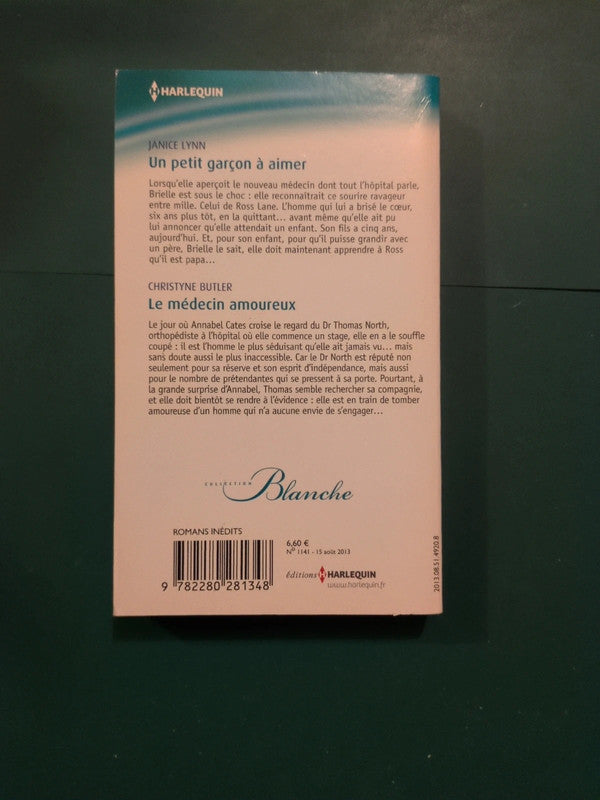 HARLEQUIN
JANICE LYNN
Un petit garçon à aimer
Lorsqu'elle aperçoit le nouveau médecin dont tout l'hôpital parle,
Brielle est sous le choc : elle reconnaîtrait ce sourire ravageur
entre mille. Celui de Ross Lane. L'homme qui lui a brisé le cœur,
six ans plus tôt, en la quittant... avant même qu'elle ait pu
lui annoncer qu'elle attendait un enfant. Son fils a cinq ans,
aujourd'hui. Et, pour son enfant, pour qu'il puisse grandir avec
un père, Brielle le sait, elle doit maintenant apprendre à Ross
qu'il est papa...
CHRISTYNE BUTLER
Le médecin amoureux
Le jour où Annabel Cates croise le regard du Dr Thomas North,
orthopédiste à l'hôpital où elle commence un stage, elle en a le souffle
coupé : il est l'homme le plus séduisant qu'elle ait jamais vu... mais
sans doute aussi le plus inaccessible. Car le Dr North est réputé non
seulement pour sa réserve et son esprit d'indépendance, mais aussi
pour le nombre de prétendantes qui se pressent à sa porte. Pourtant, à
la grande surprise d'Annabel, Thomas semble rechercher sa compagnie,
et elle doit bientôt se rendre à l'évidence : elle est en train de tomber
amoureuse d'un homme qui n'a aucune envie de s'engager...
COLLECTION Blanche
ROMANS INÉDITS
6,60 €
N° 1141 - 15 août 2013
9 782280 281348
éditions HARLEQUIN
www.harlequin.fr
2013.08.51.4920.8